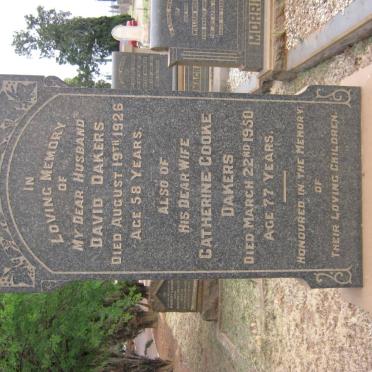 IN
LOVING MEMORY
OF
MY DEAR HUSBAND
DAVID DAKERS
DIED AUGUST 19TH 1926
AGE 58 YEARS.
ALSO OF
HIS DEAR WIFE
CATHERINE COOKE
DAKERS
DIED MARCH 22ND 1950
AGE 77 YEARS.
HONOURED IN THE MEMORY
OF
THEIR LOVING CHILDREN.